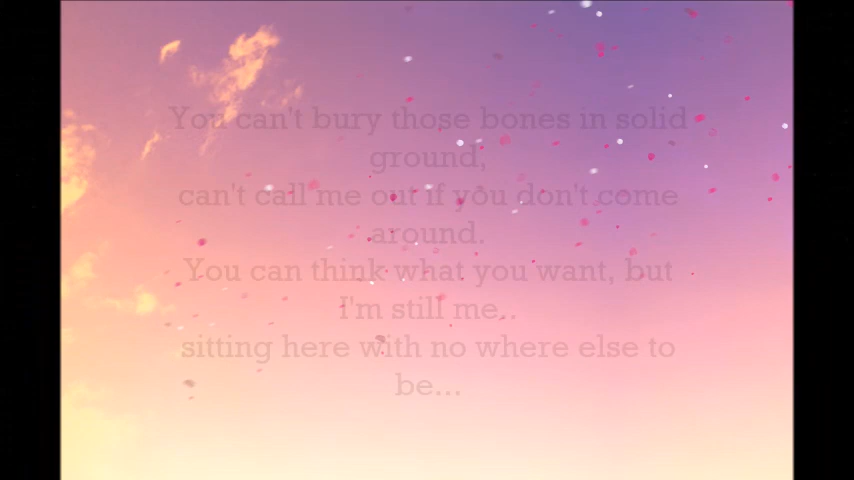 You can't bury those bones in solid
ground,
can't call me out if you don't come
around.
You can think what you want, but
I'm still me..
sitting here with no where else to
be...